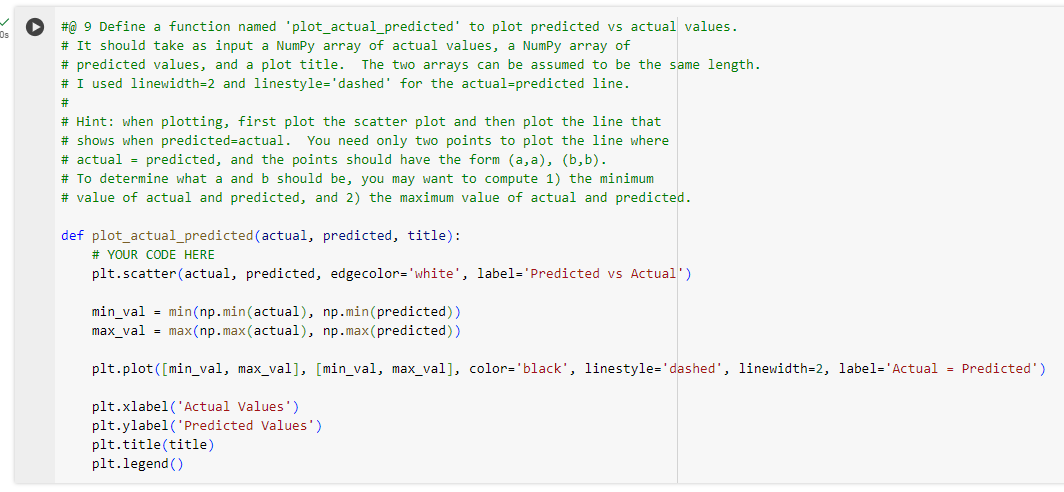 0s
#@ 9 Define a function named 'plot_actual_predicted' to plot predicted vs actual values.
# It should take as input a NumPy array of actual values, a NumPy array of
# predicted values, and a plot title.  The two arrays can be assumed to be the same length.
# I used linewidth=2 and linestyle='dashed' for the actual=predicted line.
#
# Hint: when plotting, first plot the scatter plot and then plot the line that
# shows when predicted=actual.  You need only two points to plot the line where
# actual = predicted, and the points should have the form (a,a), (b,b).
# To determine what a and b should be, you may want to compute 1) the minimum
# value of actual and predicted, and 2) the maximum value of actual and predicted.
def plot_actual_predicted(actual, predicted, title):
    # YOUR CODE HERE
    plt.scatter(actual, predicted, edgecolor='white', label='Predicted vs Actual')
    min_val = min(np.min(actual), np.min(predicted))
    max_val = max(np.max(actual), np.max(predicted))
    plt.plot([min_val, max_val], [min_val, max_val], color='black', linestyle='dashed', linewidth=2, label='Actual = Predicted')
    plt.xlabel('Actual Values')
    plt.ylabel('Predicted Values')
    plt.title(title)
    plt.legend()